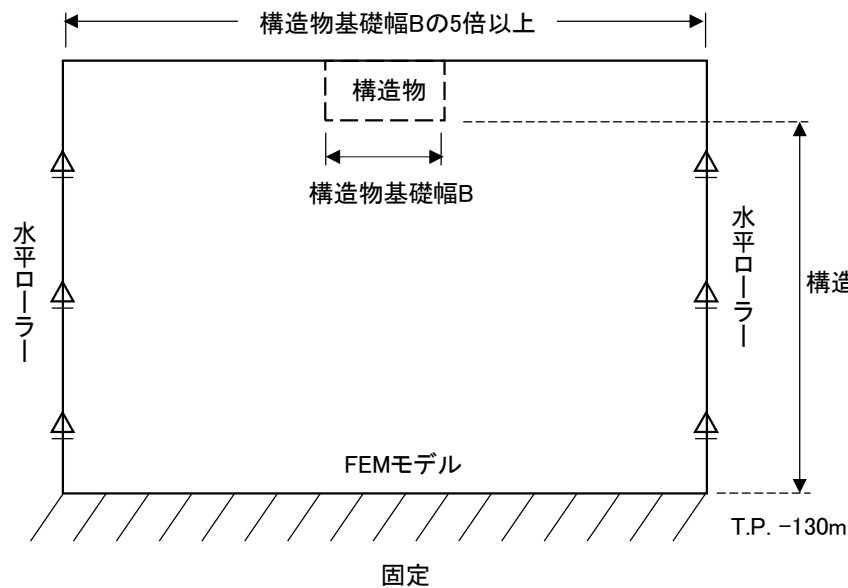 構造物基礎幅Bの5倍以上
構造物
構造物基礎幅B
水平ローラー
水平ローラー
構造
FEMモデル
T.P. -130m
固定